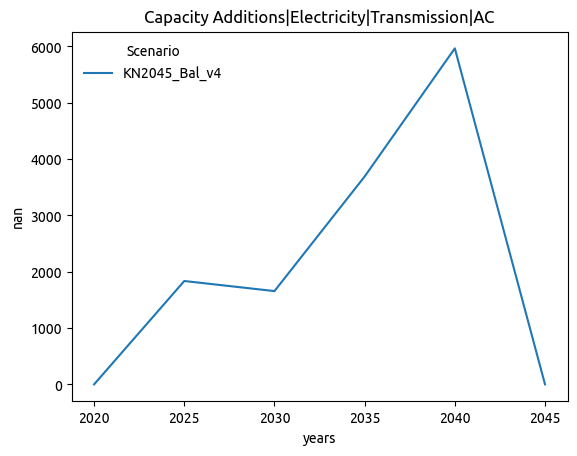 Capacity Additions|Electricity|Transmission|AC
Scenario
KN2045_Bal_v4
6000
5000
4000
3000
2000
1000
0
nan
2020 2025 2030 2035 2040 2045
years